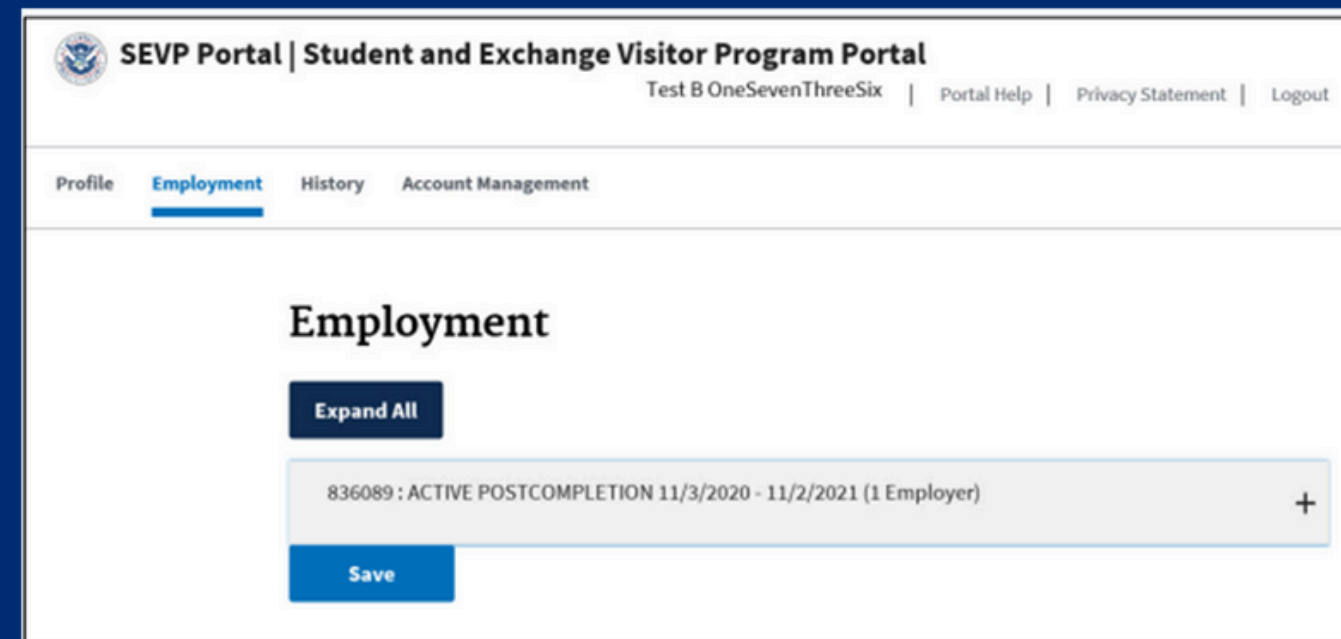 SEVP Portal | Student and Exchange Visitor Program Portal
Test B OneSevenThreeSix | Portal Help | Privacy Statement | Logout
Profile Employment History Account Management
Employment
Expand All
836089 : ACTIVE POSTCOMPLETION 11/3/2020 - 11/2/2021 (1 Employer) +
Save